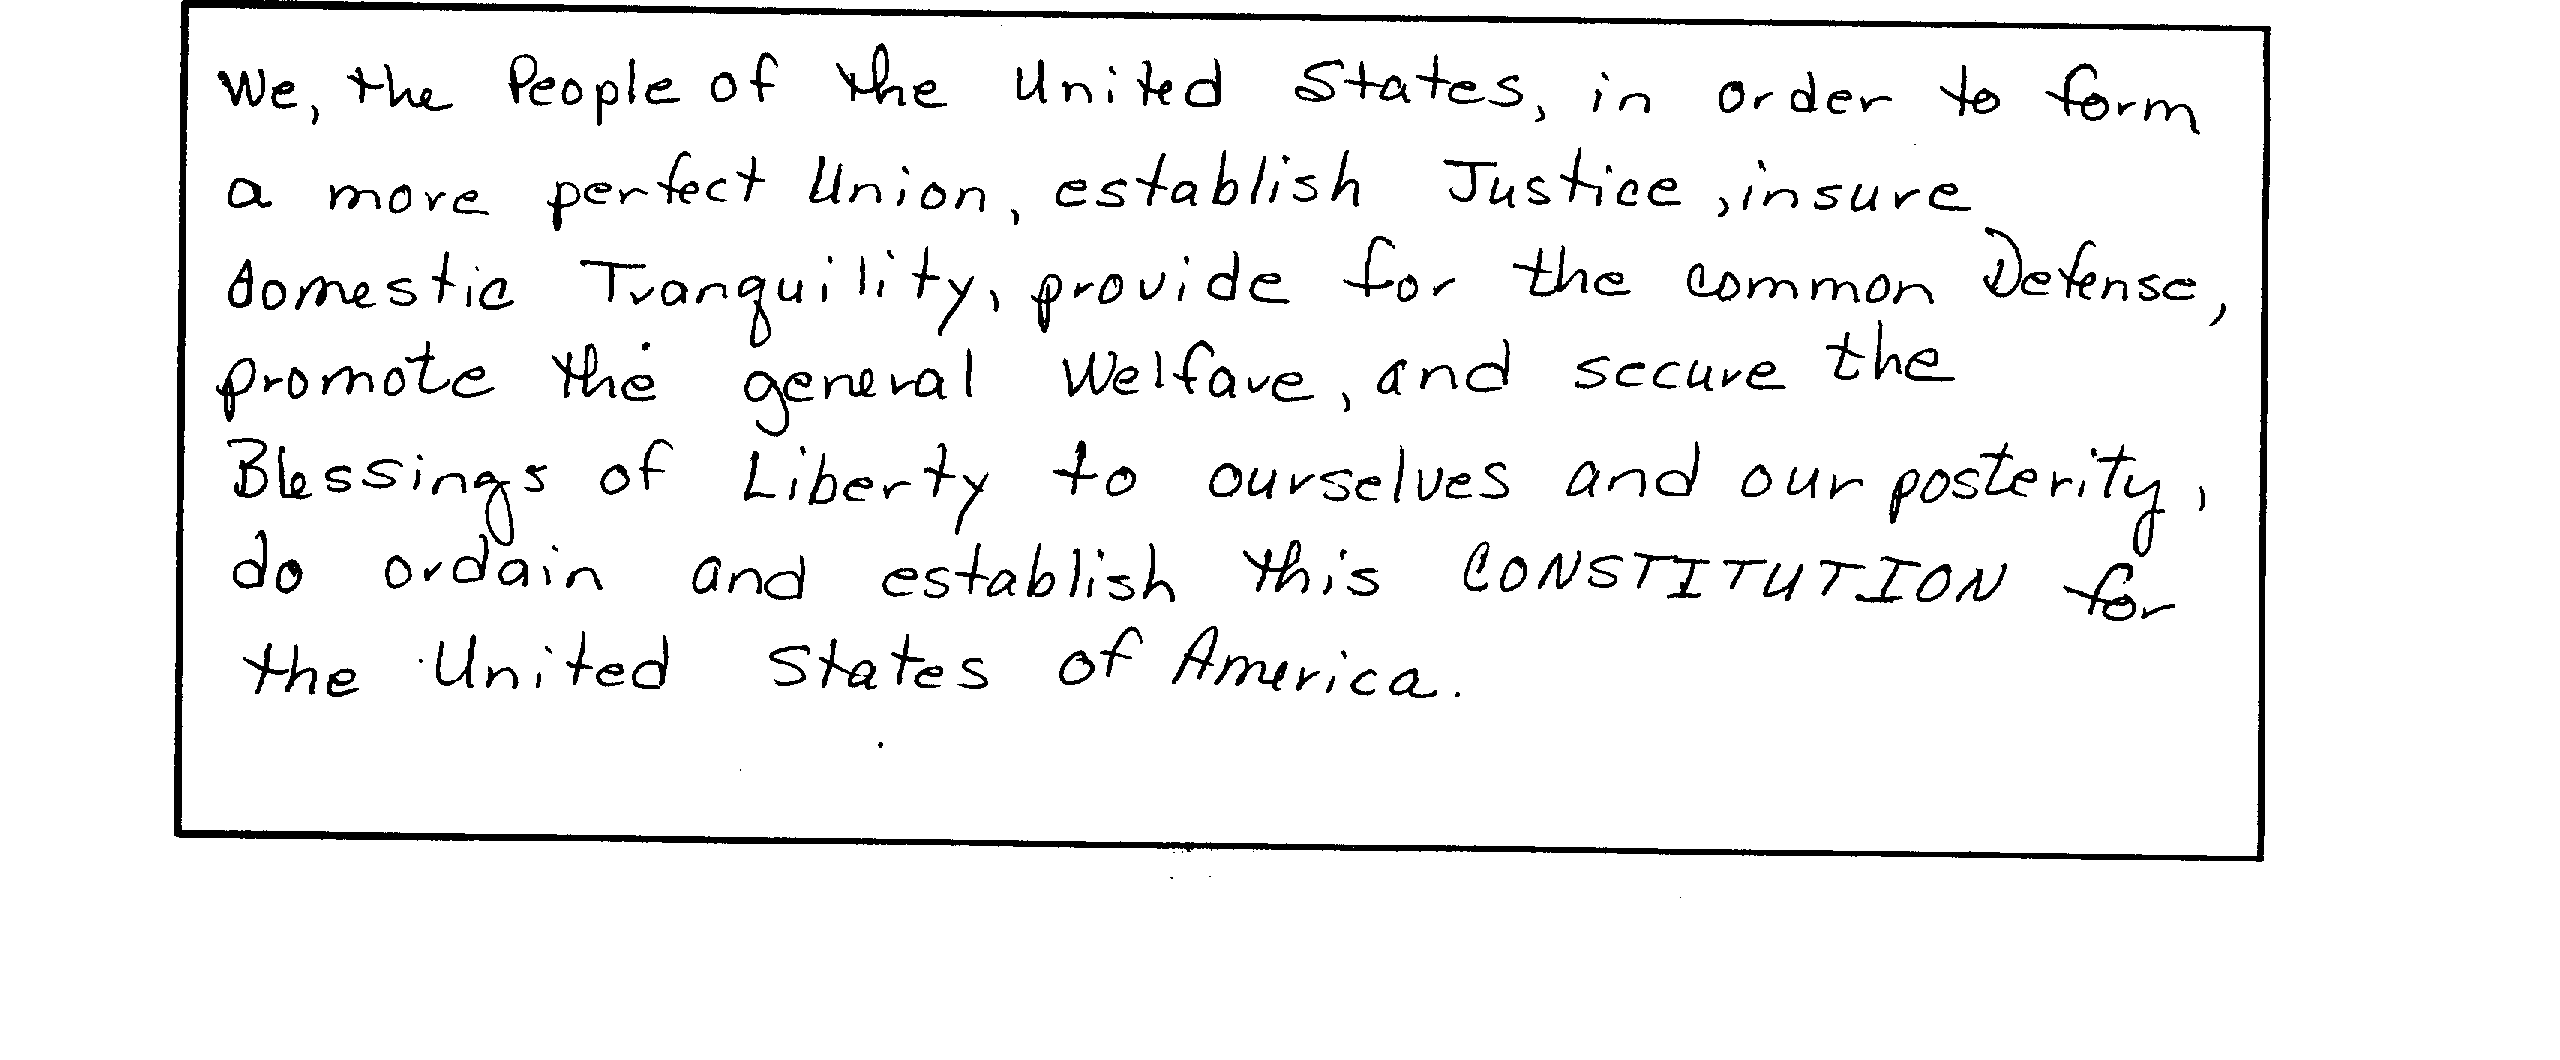 We, the People of the United States, in order to form
a more perfect Union, establish Justice, insure
domestic Tranquility, provide for the common Defense,
promote the general Welfare, and secure the
Blessings of Liberty to ourselves and our posterity,
do ordain and establish this CONSTITUTION for
the United States of America.